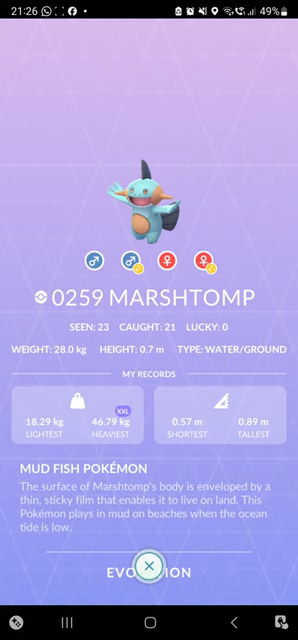 21:26 49%
0259 MARSHTOMP
SEEN: 23 CAUGHT: 21 LUCKY: 0
WEIGHT: 28.0 kg HEIGHT: 0.7 m TYPE: WATER/GROUND
MY RECORDS
XXL
18.29 kg 46.79 kg 0.57 m 0.89 m
LIGHTEST HEAVIEST SHORTEST TALLEST
MUD FISH POKÉMON
The surface of Marshtomp's body is enveloped by a
thin, sticky film that enables it to live on land. This
Pokémon plays in mud on beaches when the ocean
tide is low.